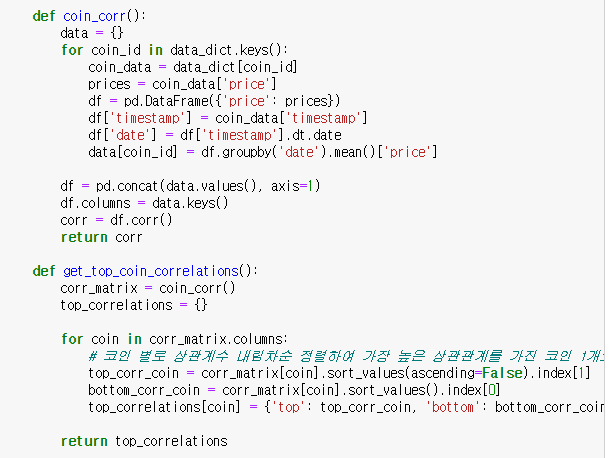 def coin_corr():
    data = {}
    for coin_id in data_dict.keys():
        coin_data = data_dict[coin_id]
        prices = coin_data['price']
        df = pd.DataFrame({'price': prices})
        df['timestamp'] = coin_data['timestamp']
        df['date'] = df['timestamp'].dt.date
        data[coin_id] = df.groupby('date').mean()['price']

    df = pd.concat(data.values(), axis=1)
    df.columns = data.keys()
    corr = df.corr()
    return corr

def get_top_coin_correlations():
    corr_matrix = coin_corr()
    top_correlations = {}

    for coin in corr_matrix.columns:
        # 코인 별로 상관계수 내림차순 정렬하여 가장 높은 상관관계를 가진 코인 1개
        top_corr_coin = corr_matrix[coin].sort_values(ascending=False).index[1]
        bottom_corr_coin = corr_matrix[coin].sort_values().index[0]
        top_correlations[coin] = {'top': top_corr_coin, 'bottom': bottom_corr_coin

    return top_correlations